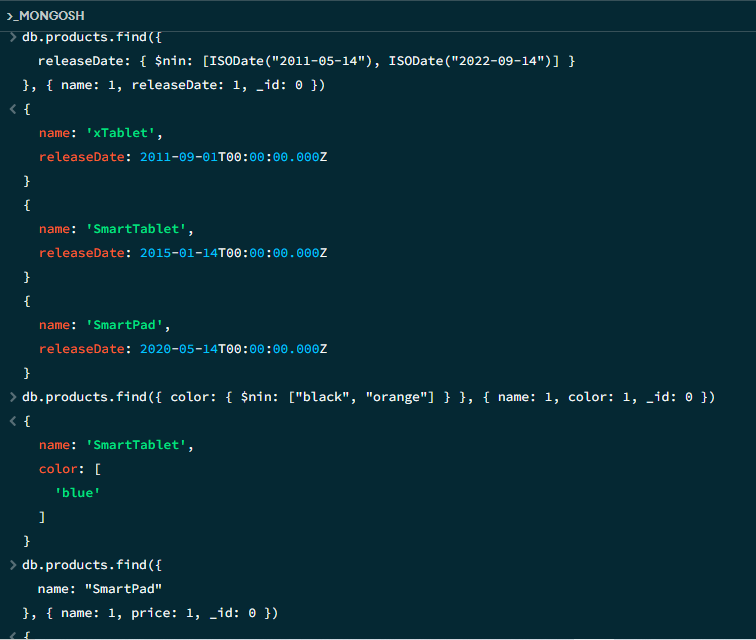 >_MONGOSH
> db.products.find({
releaseDate: { $nin: [ISODate("2011-05-14"), ISODate("2022-09-14")] }
}, { name: 1, releaseDate: 1, _id: 0 })
< {
name: 'xTablet',
releaseDate: 2011-09-01T00:00:00.000Z
}
{
name: 'SmartTablet',
releaseDate: 2015-01-14T00:00:00.000Z
}
{
name: 'SmartPad',
releaseDate: 2020-05-14T00:00:00.000Z
}
> db.products.find({ color: { $nin: ["black", "orange"] } }, { name: 1, color: 1, _id: 0 })
< {
name: 'SmartTablet',
color: [
'blue'
]
}
> db.products.find({
name: "SmartPad"
}, { name: 1, price: 1, _id: 0 })
< {